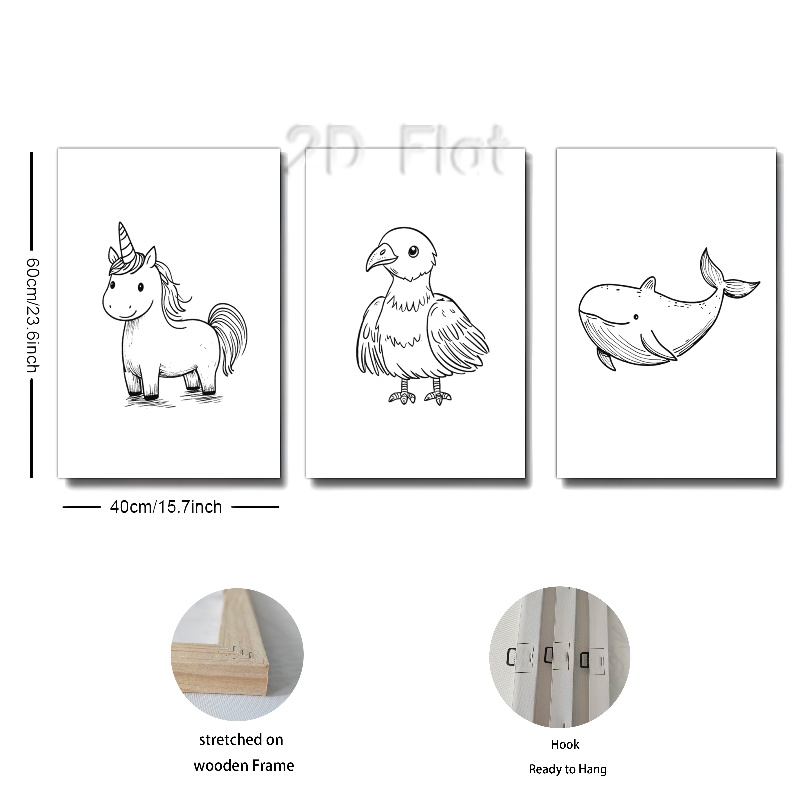 2D Flat
60cm/23.6inch
40cm/15.7inch
stretched on
wooden Frame
Hook
Ready to Hang